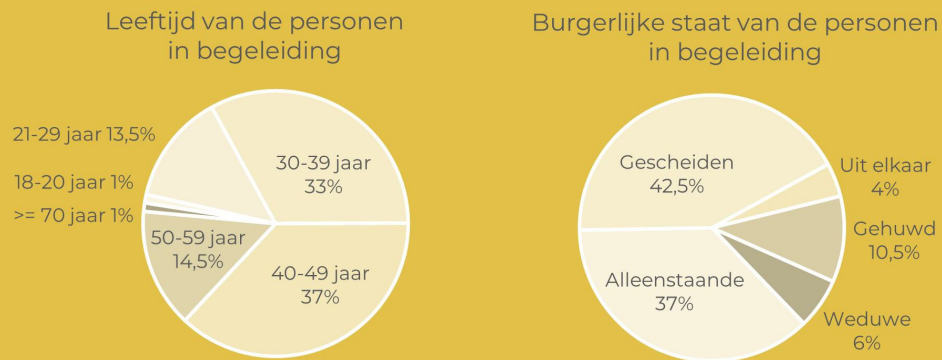 Leeftijd van de personen
in begeleiding
21-29 jaar 13,5%
18-20 jaar 1%
>= 70 jaar 1%
30-39 jaar
33%
50-59 jaar
14,5%
40-49 jaar
37%
Burgerlijke staat van de personen
in begeleiding
Gescheiden
42,5%
Uit elkaar
4%
Gehuwd
10,5%
Alleenstaande
37%
Weduwe
6%